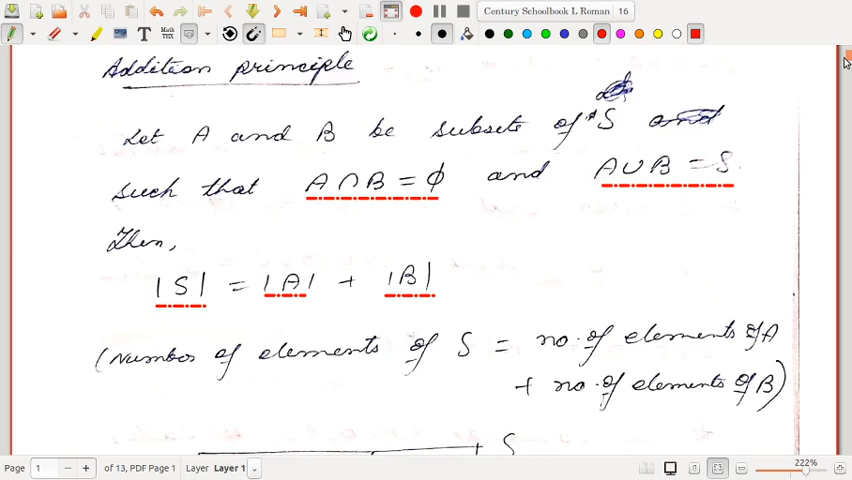 Century Schoolbook L Roman 16
Addition principle
Let A and B be subsets of S
such that A∩B = ϕ and A∪B = S.
Then,
|S| = |A| + |B|
(Number of elements of S = no. of elements of A
+ no. of elements of B)
S
Page 1 of 13, PDF Page 1 Layer Layer 1 222%